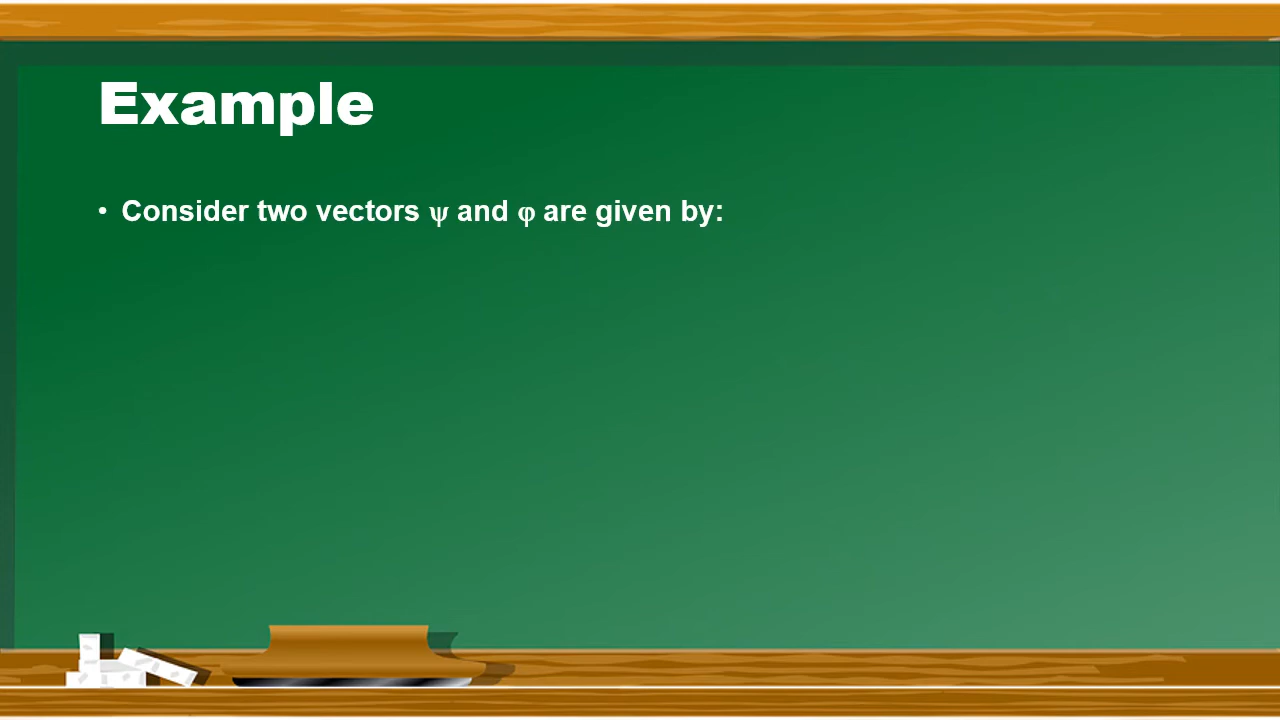 Example
• Consider two vectors ψ and φ are given by: